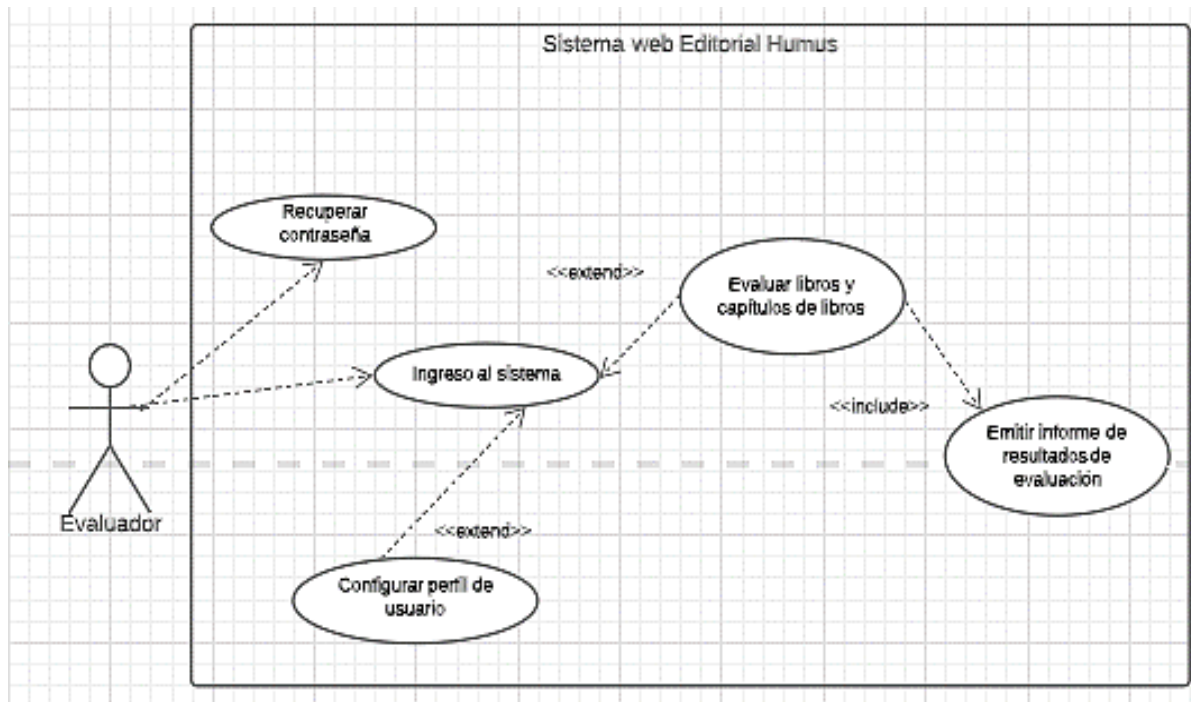 Sistema web Editorial Humus
Recuperar
contraseña
<<extend>>
Evaluar libros y
capítulos de libros
Ingreso al sistema
<<include>>
Emitir informe de
resultados de
evaluación
Evaluador
<<extend>>
Configurar perfil de
usuario